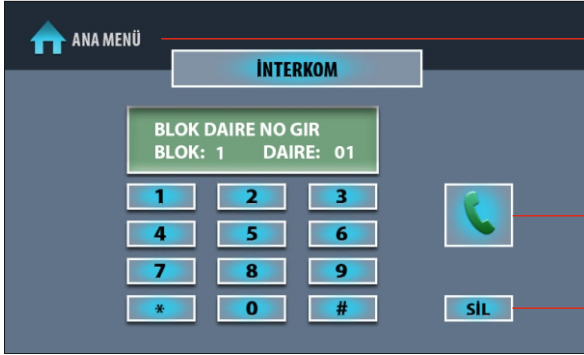 ANA MENÜ
İNTERKOM
BLOK DAIRE NO GIR
BLOK: 1 DAIRE: 01
1 2 3
4 5 6
7 8 9
* 0 #
SİL